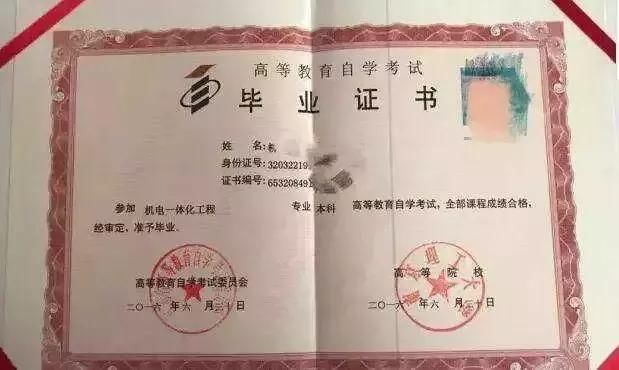 高等教育自学考试
毕业证书
姓名:
身份证号:32032219
证书编号:65320849
参加 机电一体化工程 专业 本科 高等教育自学考试,全部课程成绩合格,
经审定,准予毕业。
高等教育自学考试委员会 高等院校
二〇一六年六月三十日 二〇一六年六月三十日